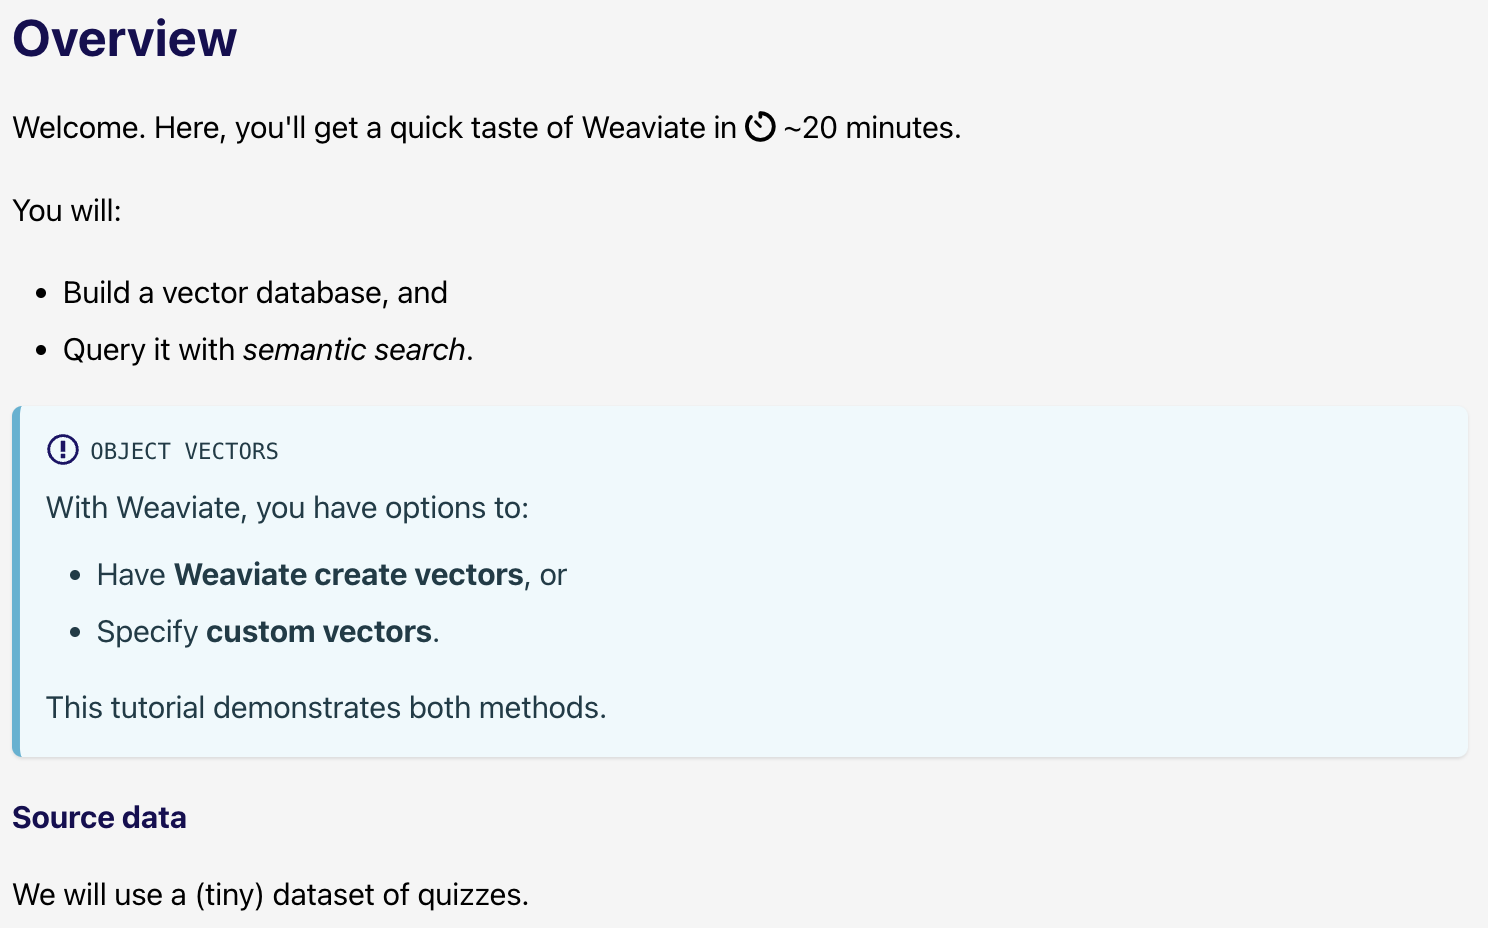 Overview
Welcome. Here, you'll get a quick taste of Weaviate in ~20 minutes.
You will:
• Build a vector database, and
• Query it with semantic search.
OBJECT VECTORS
With Weaviate, you have options to:
• Have Weaviate create vectors, or
• Specify custom vectors.
This tutorial demonstrates both methods.
Source data
We will use a (tiny) dataset of quizzes.